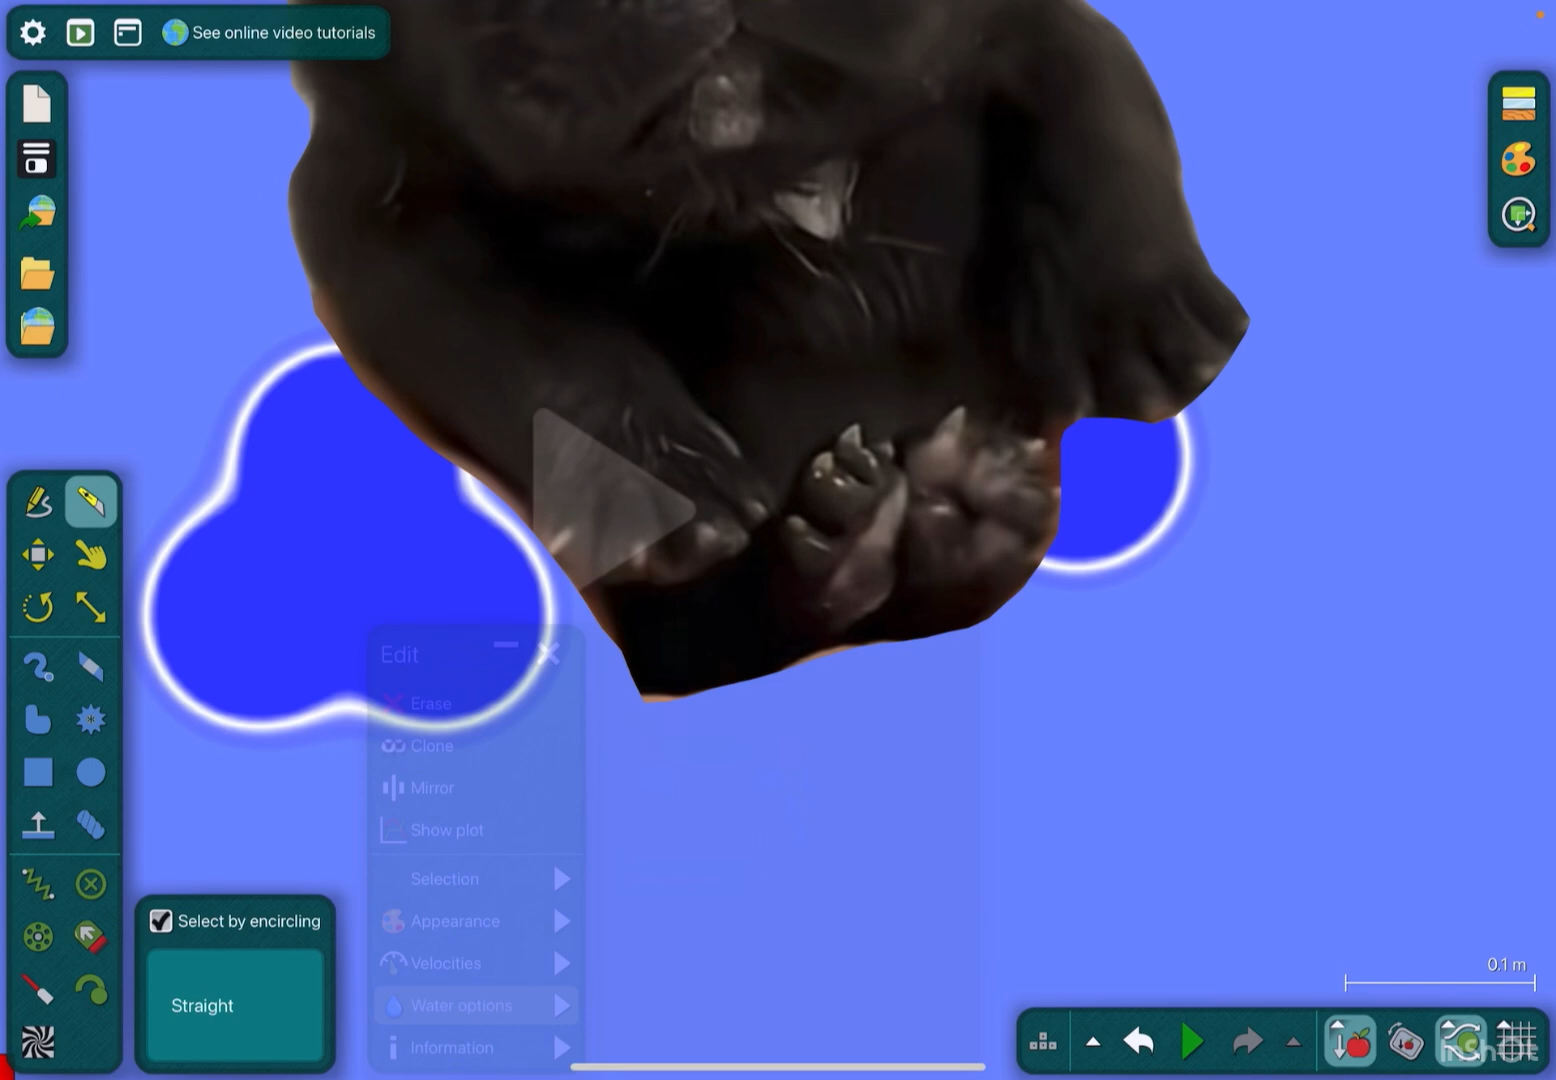 See online video tutorials
Edit
Erase
Clone
Mirror
Show plot
Selection
Appearance
Velocities
Water options
Information
Select by encircling
Straight
0.1 m
InShOt